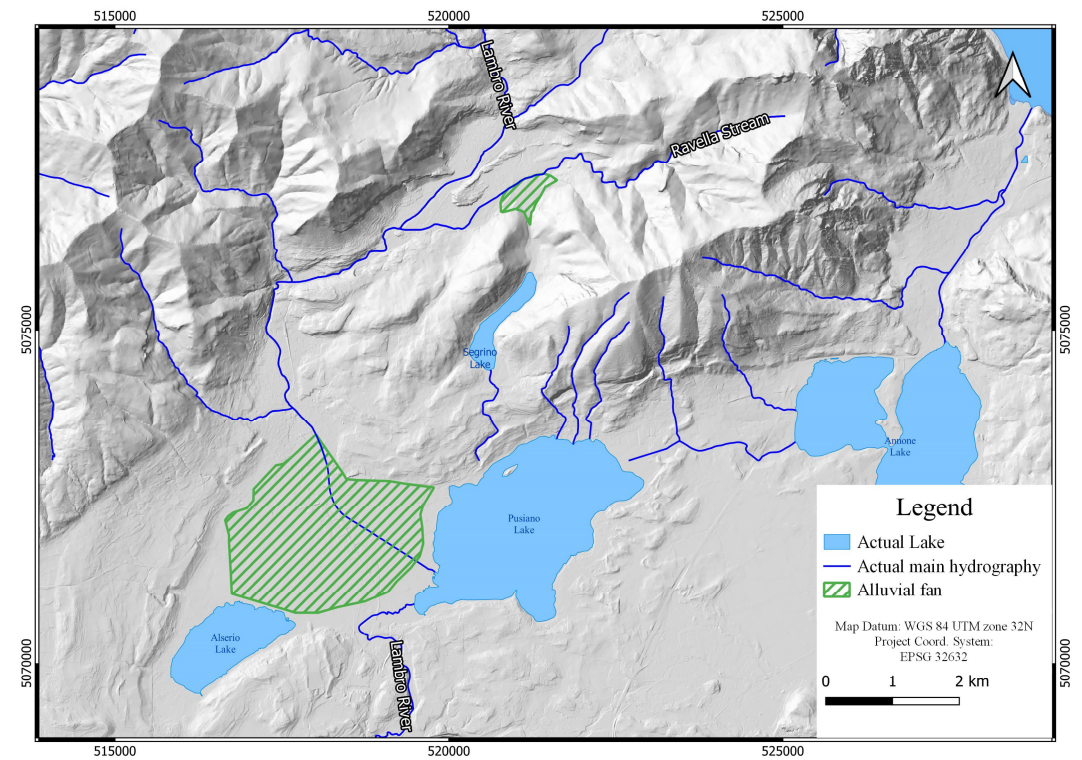 515000
520000
525000
Lambro River
Ravella Stream
5075000
5075000
Segrino
Lake
Annone
Lake
Pusiano
Lake
Alserio
Lake
Lambro River
5070000
5070000
Legend
Actual Lake
Actual main hydrography
Alluvial fan
Map Datum: WGS 84 UTM zone 32N
Project Coord. System:
EPSG 32632
0
1
2 km
515000
520000
525000